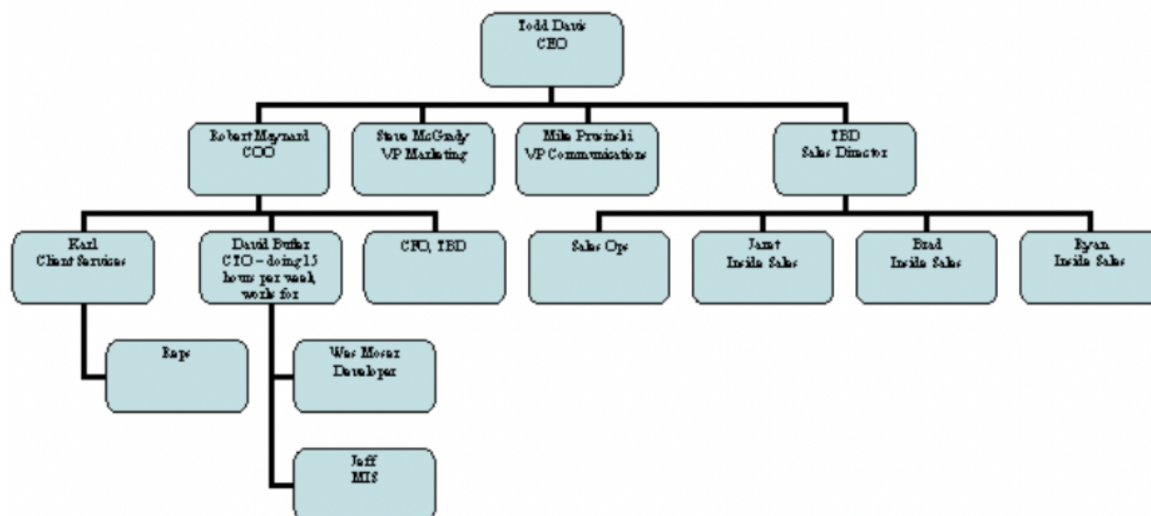 Todd Davis
CEO
Robert Maynard
COO
Steve McGrady
VP Marketing
Mike Prusinski
VP Communications
TBD
Sales Director
Karl
Client Services
David
CTO – doing 15
hours per week,
works for
CFO, TBD
Sales Ops
Janet
Inside Sales
Brad
Inside Sales
Ryan
Inside Sales
Reps
Wes Moser
Developer
Jeff
MIS